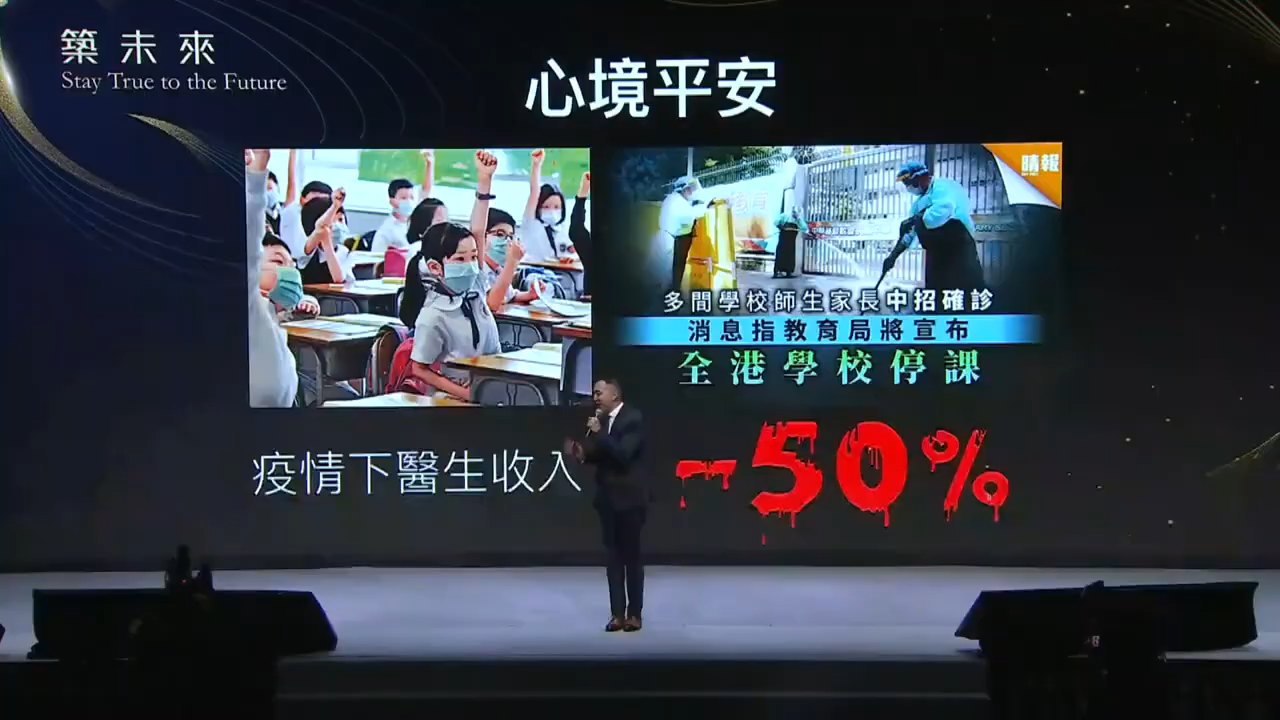 築未來
Stay True to the Future
心境平安
晴報
多間學校師生家長中招確診
消息指教育局將宣布
全港學校停課
疫情下醫生收入
-50%